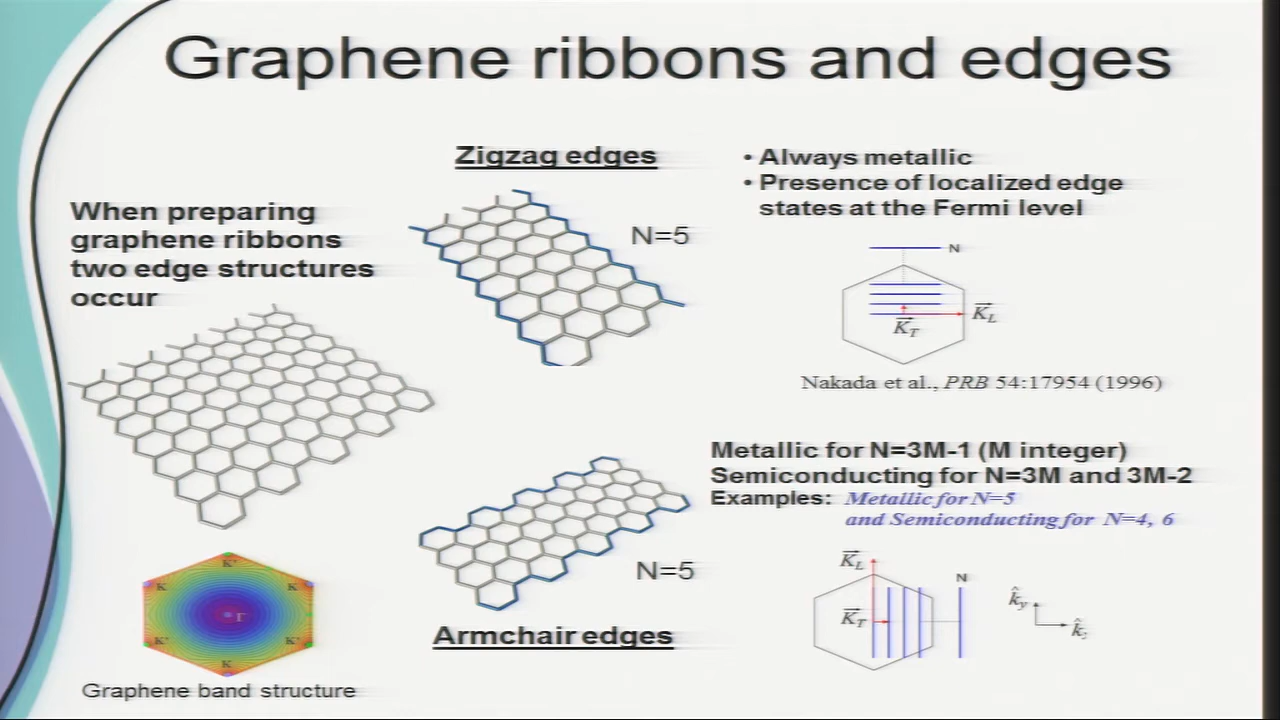 Graphene ribbons and edges
When preparing
graphene ribbons
two edge structures
occur
Zigzag edges
N=5
• Always metallic
• Presence of localized edge
states at the Fermi level
N
K_L
K_T
Nakada et al., PRB 54:17954 (1996)
N=5
Armchair edges
Metallic for N=3M-1 (M integer)
Semiconducting for N=3M and 3M-2
Examples: Metallic for N=5
and Semiconducting for N=4, 6
K_L
N
K_T
k̂_y
K'
K K
Γ
K' K'
K
Graphene band structure